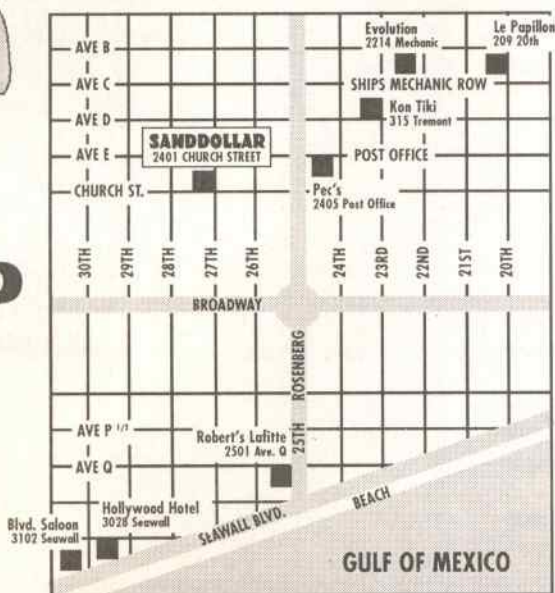 Evolution
2214 Mechanic
Le Papillon
209 20th
AVE B
AVE C
SHIPS MECHANIC ROW
AVE D
Kon Tiki
315 Tremont
SANDDOLLAR
2401 CHURCH STREET
AVE E
POST OFFICE
CHURCH ST.
Pec's
2405 Post Office
30TH
29TH
28TH
27TH
26TH
24TH
23RD
22ND
21ST
20TH
BROADWAY
25TH ROSENBERG
AVE P 1/2
Robert's Lafitte
2501 Ave. Q
AVE Q
Hollywood Hotel
3028 Seawall
SEAWALL BLVD.
BEACH
Blvd. Saloon
3102 Seawall
GULF OF MEXICO